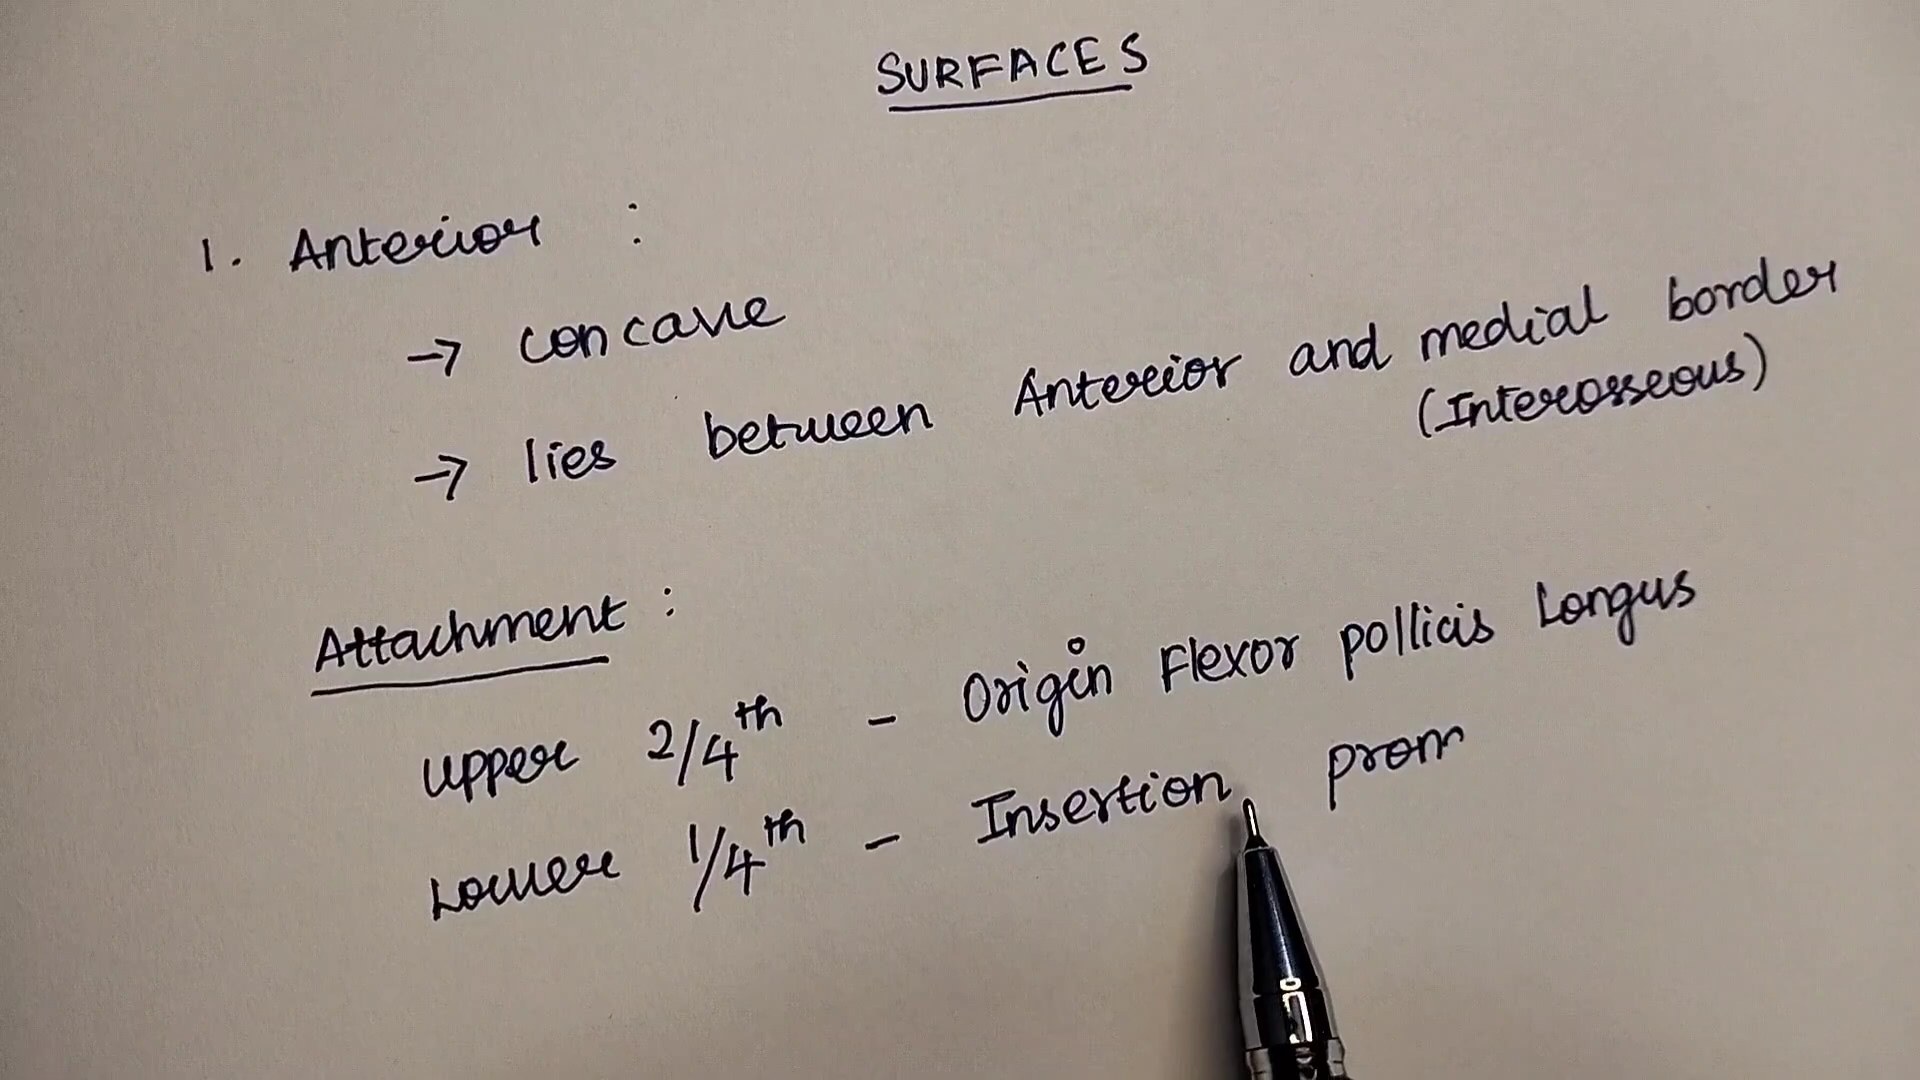 SURFACES
1. Anterior :
→ concave
→ lies between Anterior and medial border
(Interosseous)
Attachment :
upper 2/4th - Origin Flexor pollicis Longus
Lower 1/4th - Insertion pron